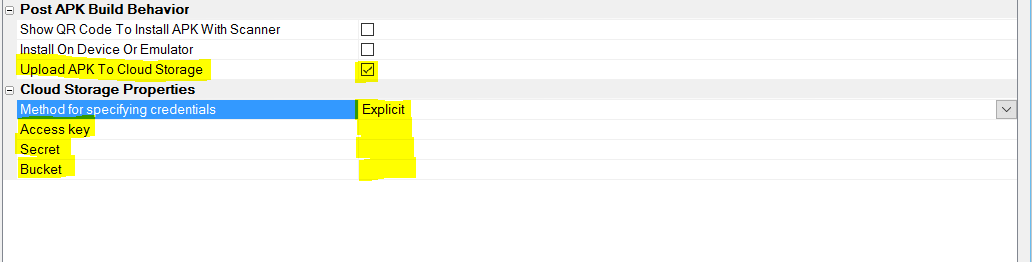 Post APK Build Behavior
Show QR Code To Install APK With Scanner
Install On Device Or Emulator
Upload APK To Cloud Storage
Cloud Storage Properties
Method for specifying credentials Explicit
Access key
Secret
Bucket